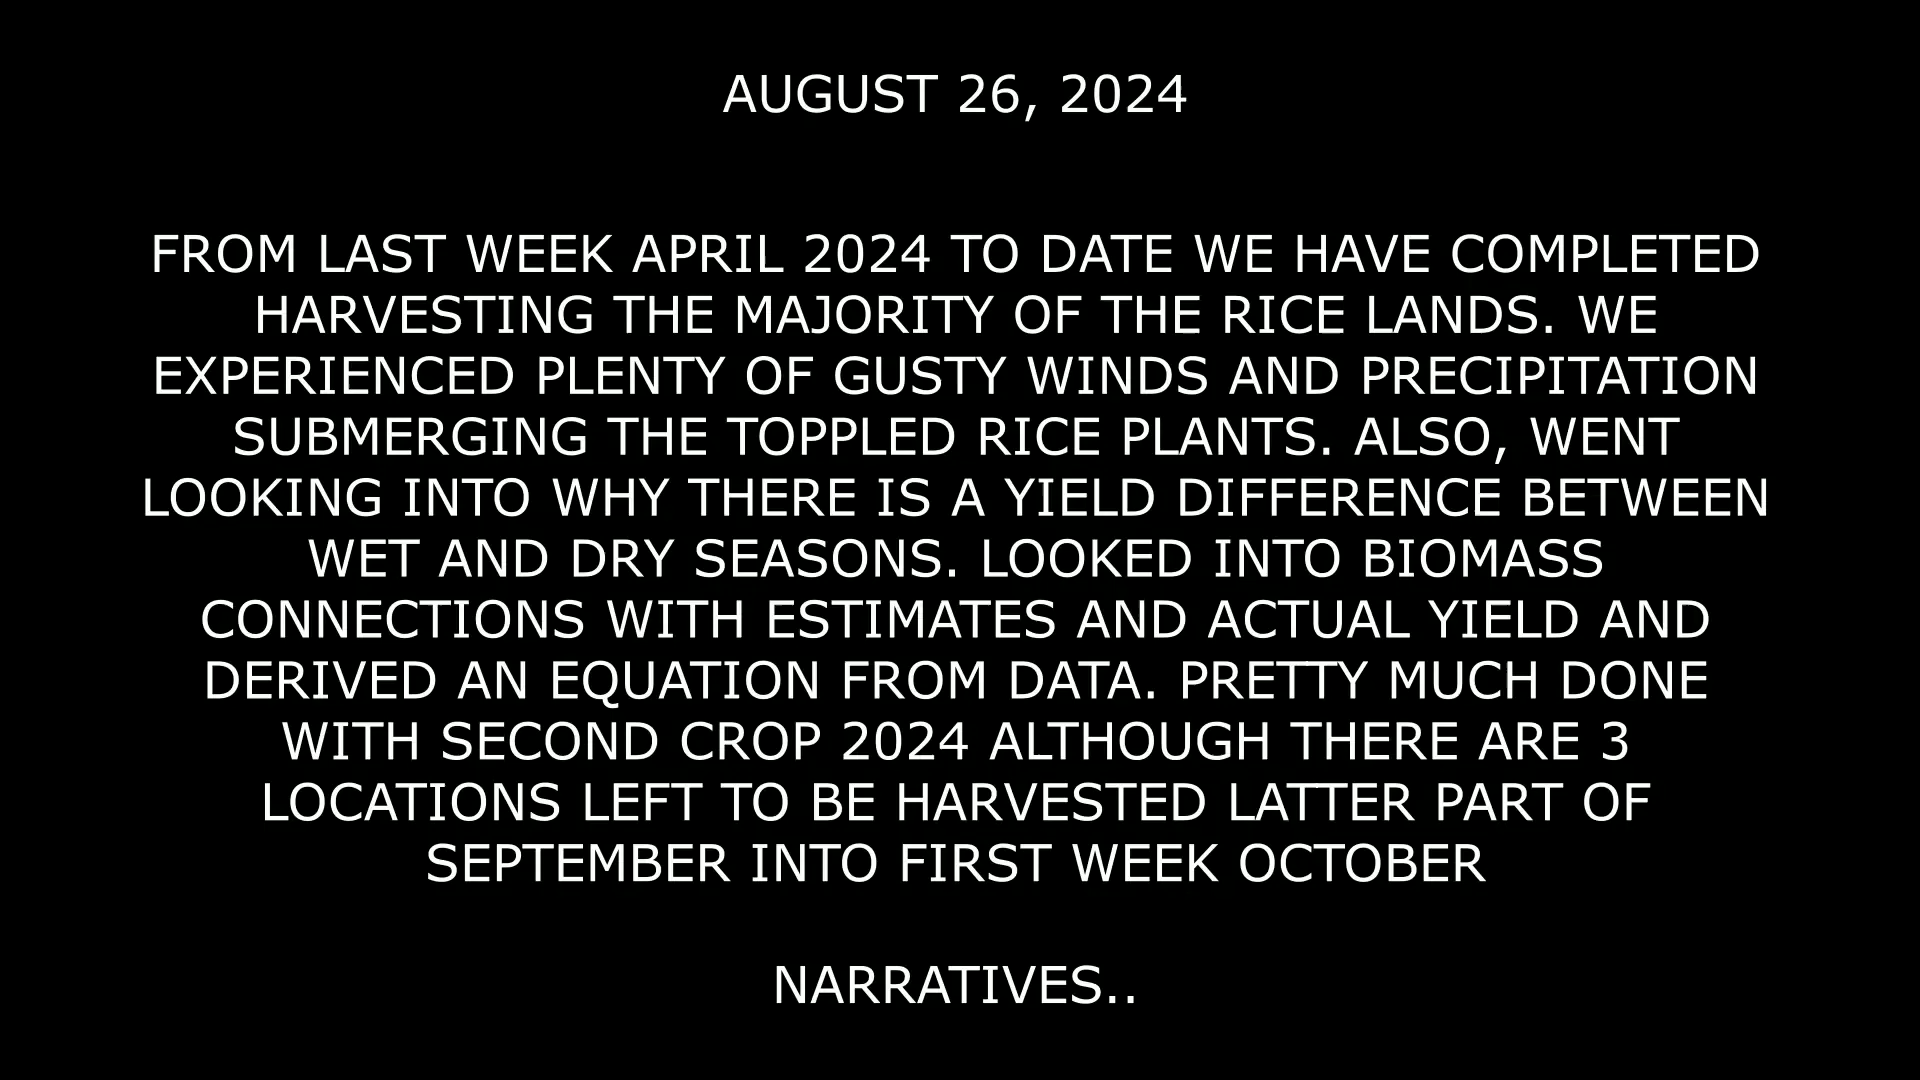 AUGUST 26, 2024
FROM LAST WEEK APRIL 2024 TO DATE WE HAVE COMPLETED
HARVESTING THE MAJORITY OF THE RICE LANDS. WE
EXPERIENCED PLENTY OF GUSTY WINDS AND PRECIPITATION
SUBMERGING THE TOPPLED RICE PLANTS. ALSO, WENT
LOOKING INTO WHY THERE IS A YIELD DIFFERENCE BETWEEN
WET AND DRY SEASONS. LOOKED INTO BIOMASS
CONNECTIONS WITH ESTIMATES AND ACTUAL YIELD AND
DERIVED AN EQUATION FROM DATA. PRETTY MUCH DONE
WITH SECOND CROP 2024 ALTHOUGH THERE ARE 3
LOCATIONS LEFT TO BE HARVESTED LATTER PART OF
SEPTEMBER INTO FIRST WEEK OCTOBER
NARRATIVES..